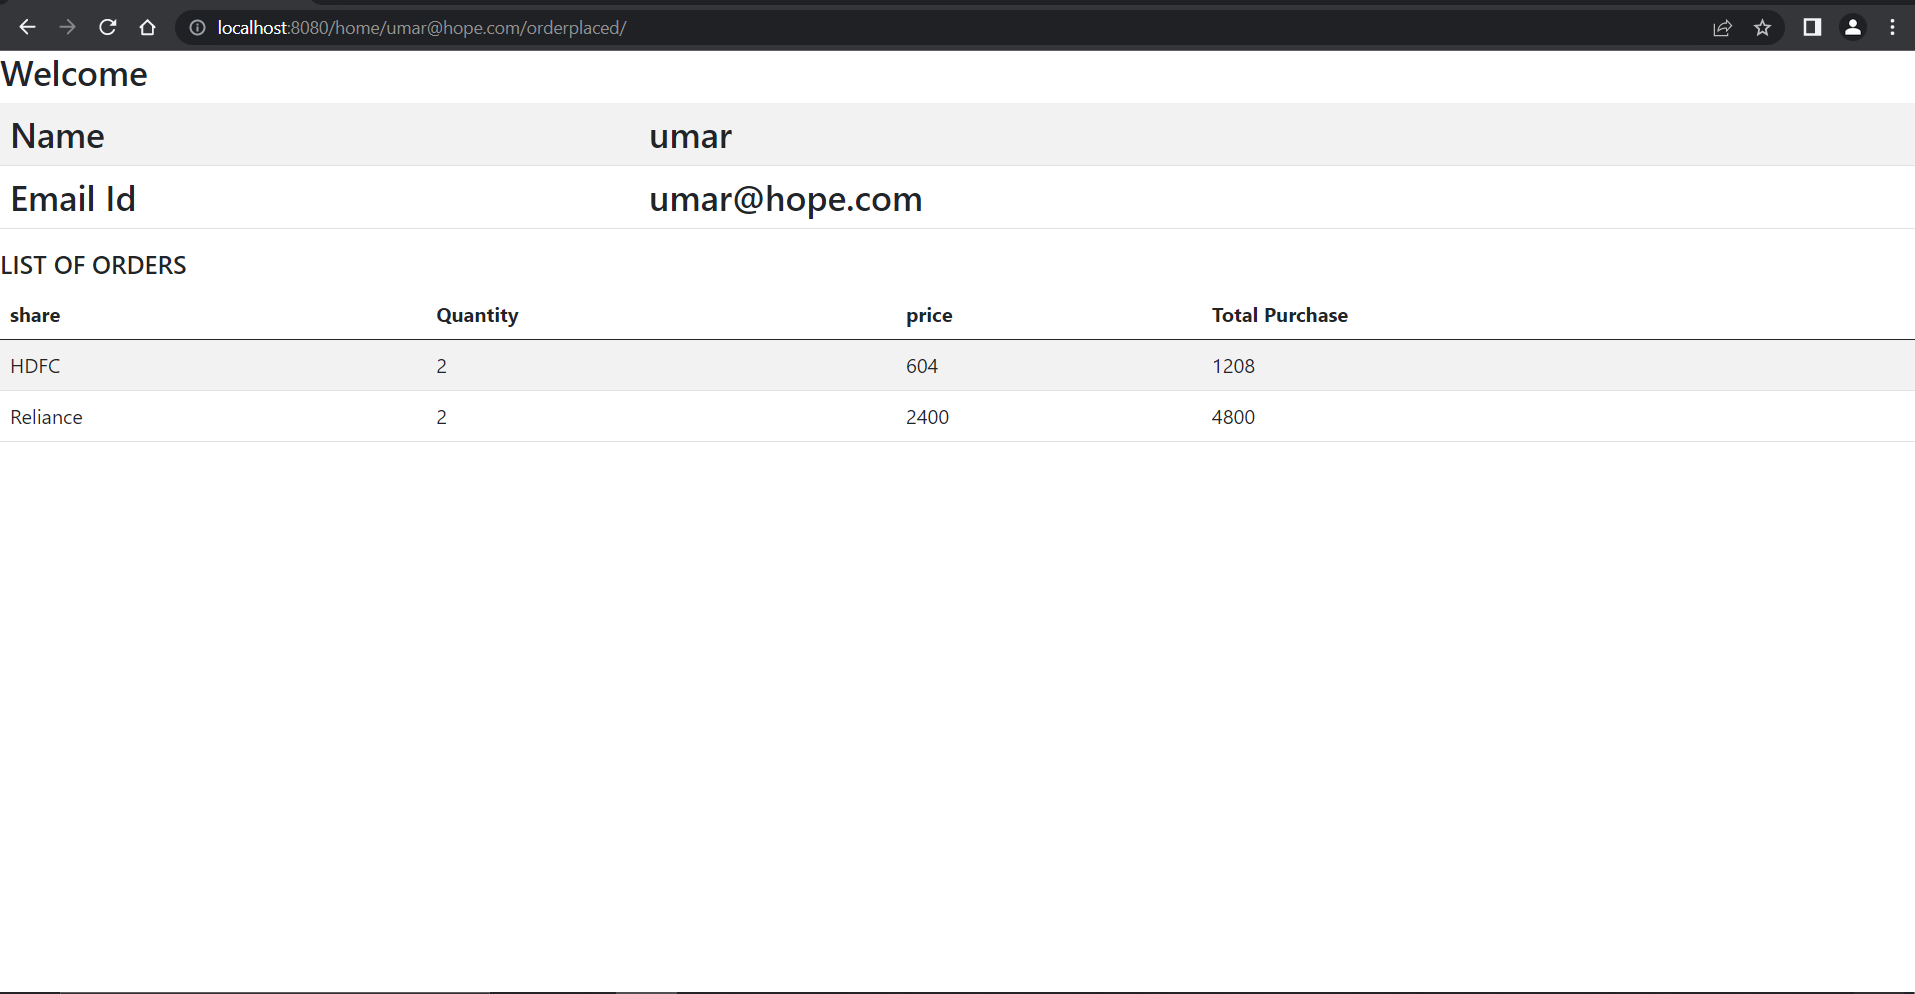 localhost:8080/home/umar@hope.com/orderplaced/
Welcome
Name umar
Email Id umar@hope.com
LIST OF ORDERS
share Quantity price Total Purchase
HDFC 2 604 1208
Reliance 2 2400 4800